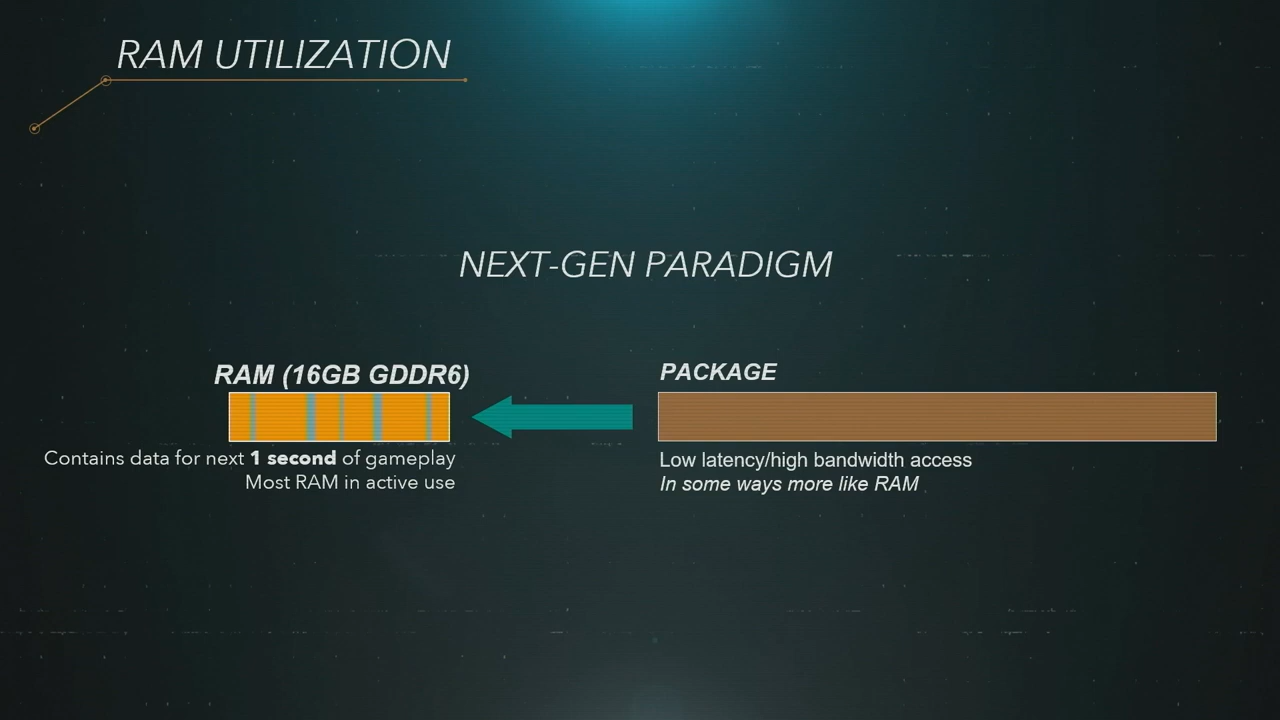 RAM UTILIZATION
NEXT-GEN PARADIGM
RAM (16GB GDDR6)
Contains data for next 1 second of gameplay
Most RAM in active use
PACKAGE
Low latency/high bandwidth access
In some ways more like RAM